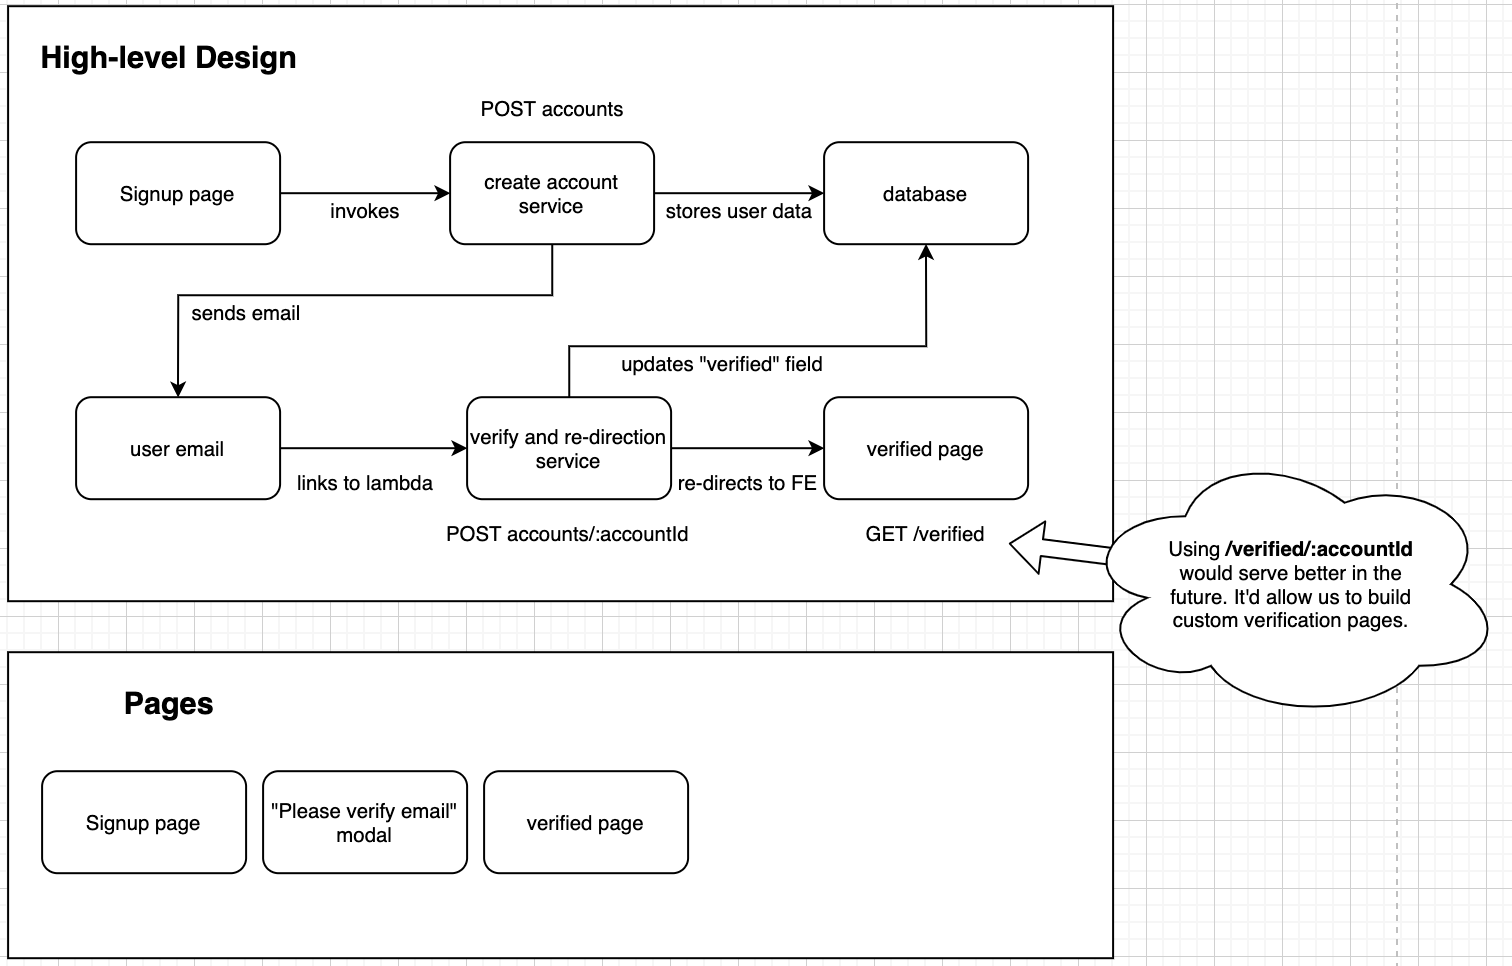 High-level Design
POST accounts
Signup page
invokes
create account
service
stores user data
database
sends email
updates "verified" field
user email
links to lambda
verify and re-direction
service
re-directs to FE
verified page
POST accounts/:accountId
GET /verified
Using /verified/:accountId
would serve better in the
future. It'd allow us to build
custom verification pages.
Pages
Signup page
"Please verify email"
modal
verified page